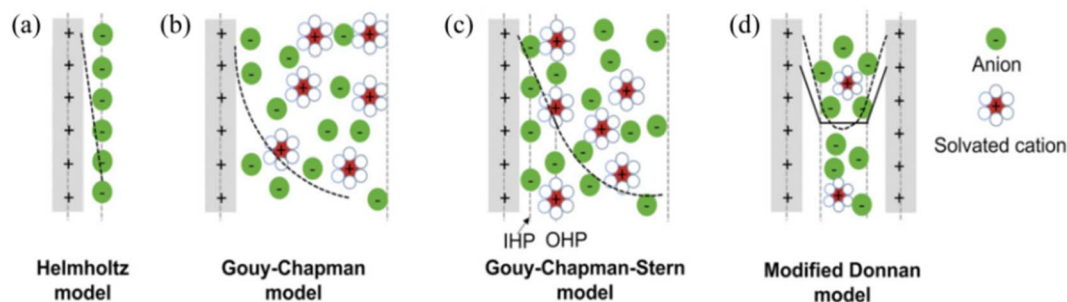 (a)
(b)
(c)
(d)
Anion
Solvated cation
IHP OHP
Helmholtz
model
Gouy-Chapman
model
Gouy-Chapman-Stern
model
Modified Donnan
model